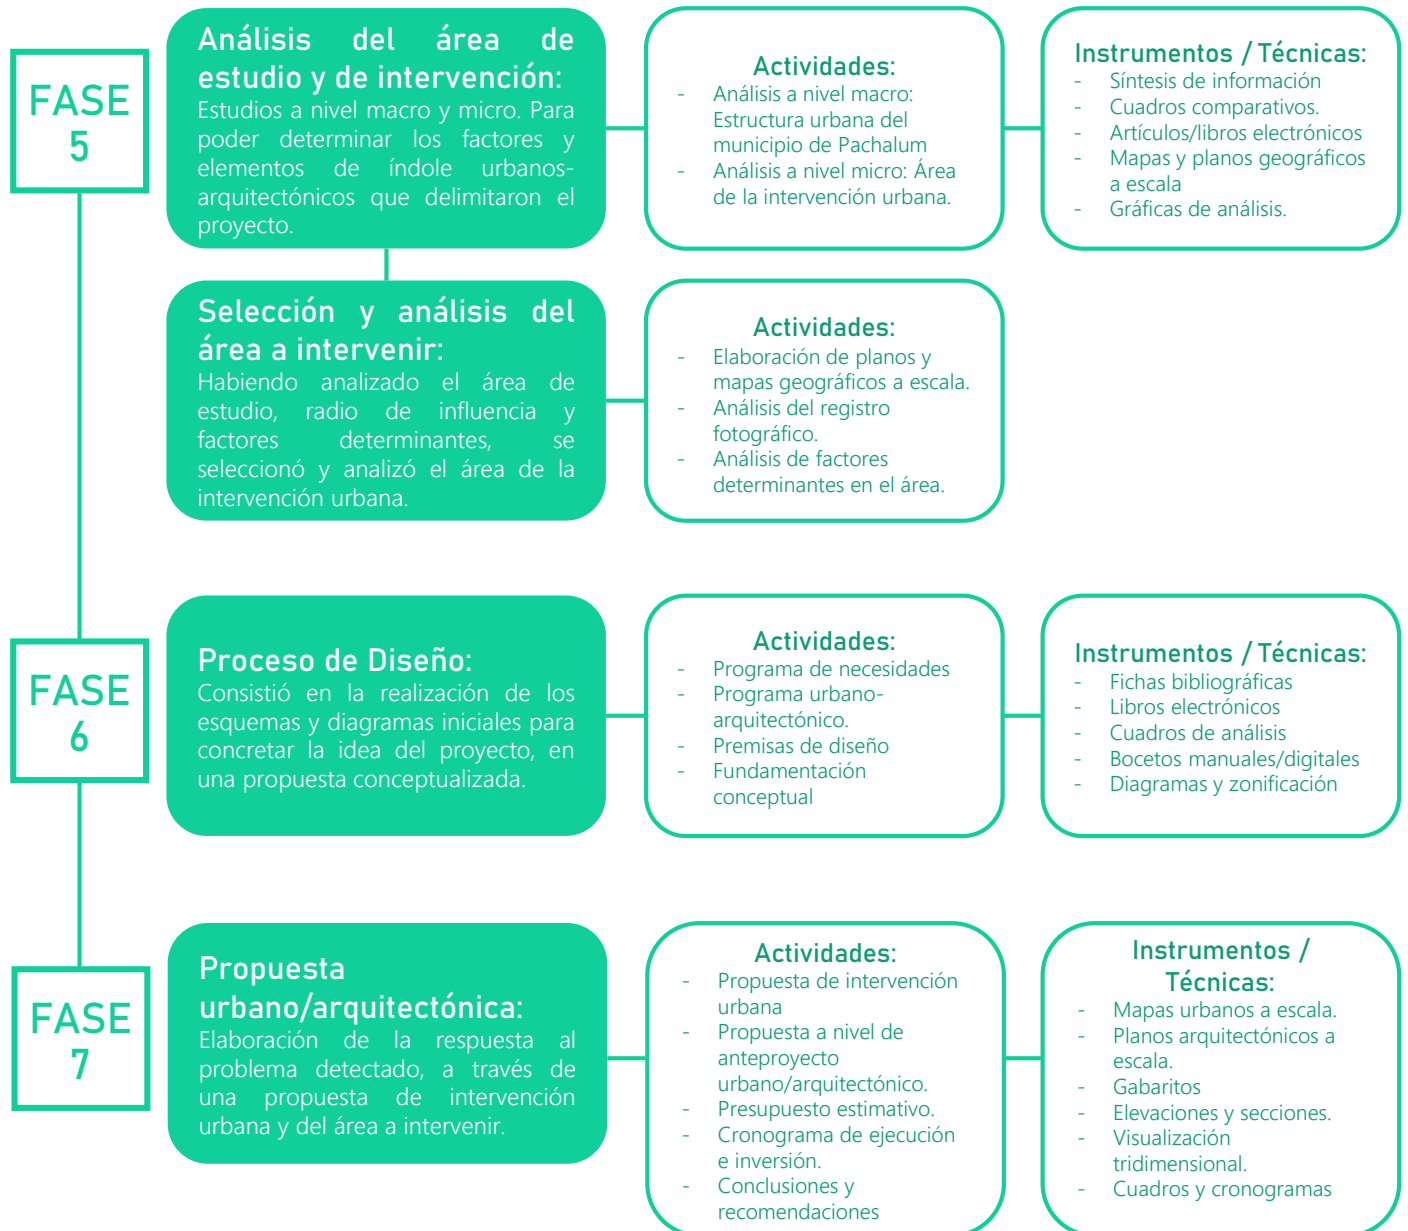 FASE
5
Análisis del área de
estudio y de intervención:
Estudios a nivel macro y micro. Para
poder determinar los factores y
elementos de índole urbanos-
arquitectónicos que delimitaron el
proyecto.
Actividades:
- Análisis a nivel macro:
Estructura urbana del
municipio de Pachalum
- Análisis a nivel micro: Área
de la intervención urbana.
Instrumentos / Técnicas:
- Síntesis de información
- Cuadros comparativos.
- Artículos/libros electrónicos
- Mapas y planos geográficos
a escala
- Gráficas de análisis.
Selección y análisis del
área a intervenir:
Habiendo analizado el área de
estudio, radio de influencia y
factores determinantes, se
seleccionó y analizó el área de la
intervención urbana.
Actividades:
- Elaboración de planos y
mapas geográficos a escala.
- Análisis del registro
fotográfico.
- Análisis de factores
determinantes en el área.
FASE
6
Proceso de Diseño:
Consistió en la realización de los
esquemas y diagramas iniciales para
concretar la idea del proyecto, en
una propuesta conceptualizada.
Actividades:
- Programa de necesidades
- Programa urbano-
arquitectónico.
- Premisas de diseño
- Fundamentación
conceptual
Instrumentos / Técnicas:
- Fichas bibliográficas
- Libros electrónicos
- Cuadros de análisis
- Bocetos manuales/digitales
- Diagramas y zonificación
FASE
7
Propuesta
urbano/arquitectónica:
Elaboración de la respuesta al
problema detectado, a través de
una propuesta de intervención
urbana y del área a intervenir.
Actividades:
- Propuesta de intervención
urbana
- Propuesta a nivel de
anteproyecto
urbano/arquitectónico.
- Presupuesto estimativo.
- Cronograma de ejecución
e inversión.
- Conclusiones y
recomendaciones
Instrumentos /
Técnicas:
- Mapas urbanos a escala.
- Planos arquitectónicos a
escala.
- Gabaritos
- Elevaciones y secciones.
- Visualización
tridimensional.
- Cuadros y cronogramas